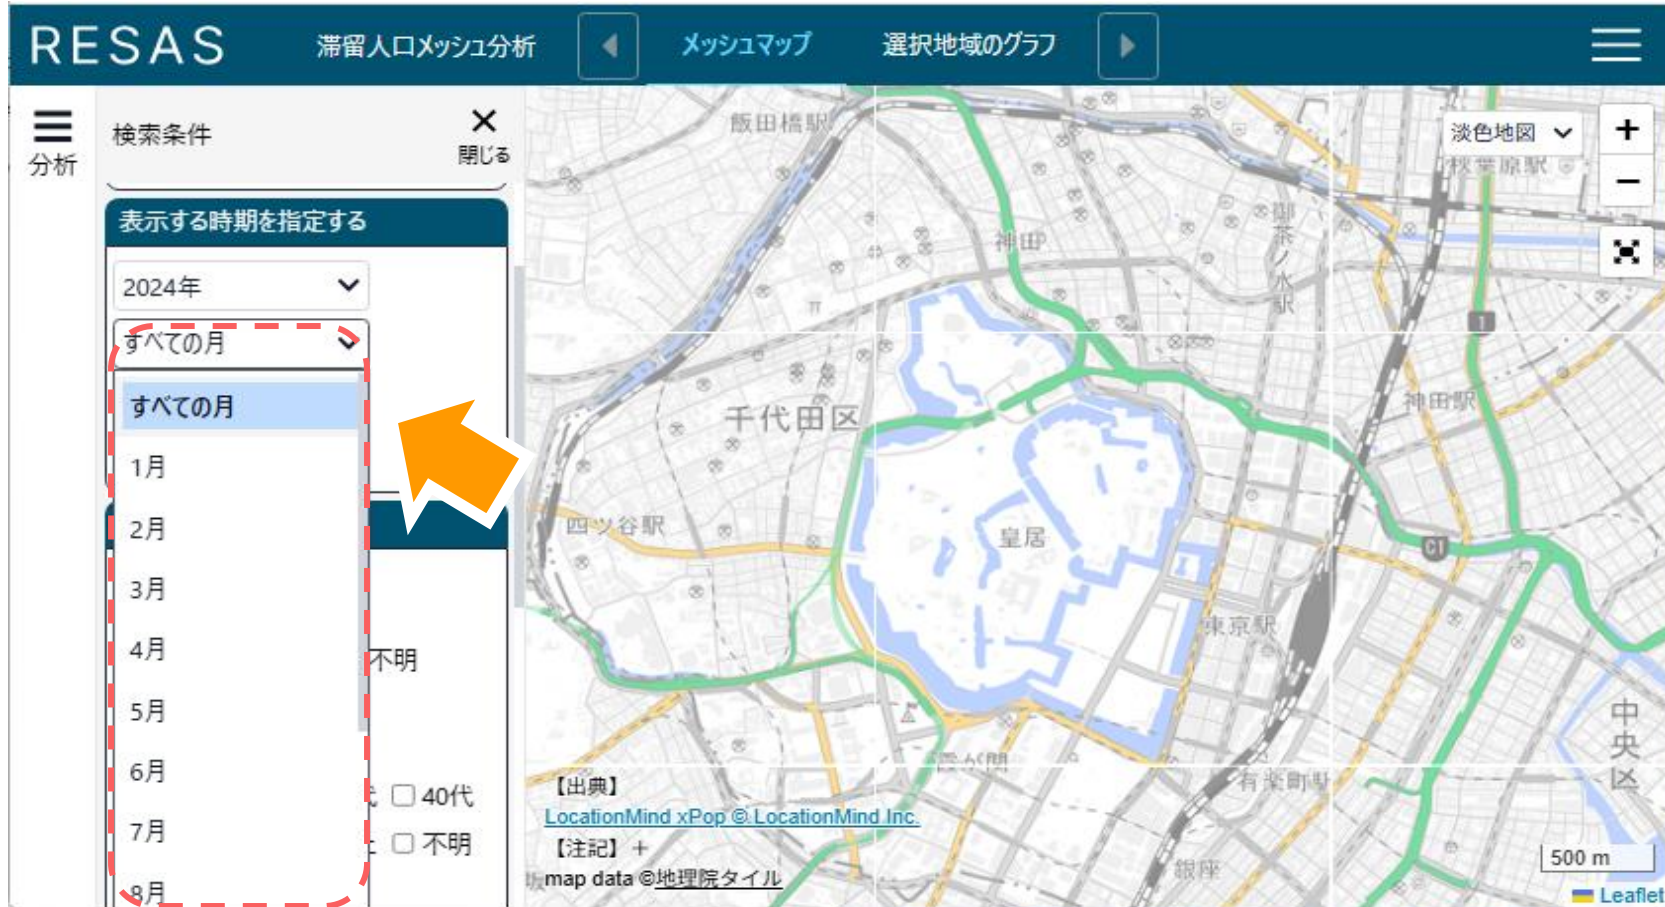 RESAS
滞留人口メッシュ分析
メッシュマップ
選択地域のグラフ
分析
検索条件
閉じる
表示する時期を指定する
2024年
すべての月
すべての月
1月
2月
3月
4月
5月
6月
7月
8月
不明
40代
不明
淡色地図
+
−
飯田橋駅
秋葉原駅
神田
御茶ノ水駅
1
千代田区
神田駅
四ツ谷駅
皇居
C1
東京駅
中央区
霞が関
有楽町駅
銀座
【出典】
LocationMind xPop © LocationMind Inc.
【注記】+
map data ©地理院タイル
500 m
Leaflet